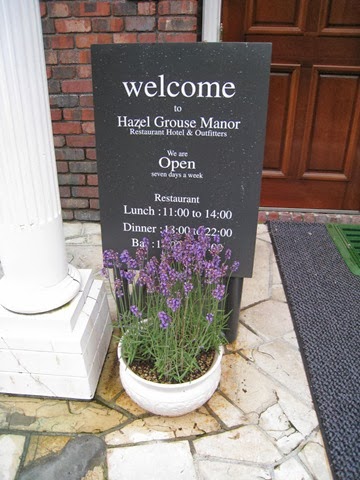 welcome
to
Hazel Grouse Manor
Restaurant Hotel & Outfitters
We are
Open
seven days a week
Restaurant
Lunch : 11:00 to 14:00
Dinner : 13:00 to 22:00